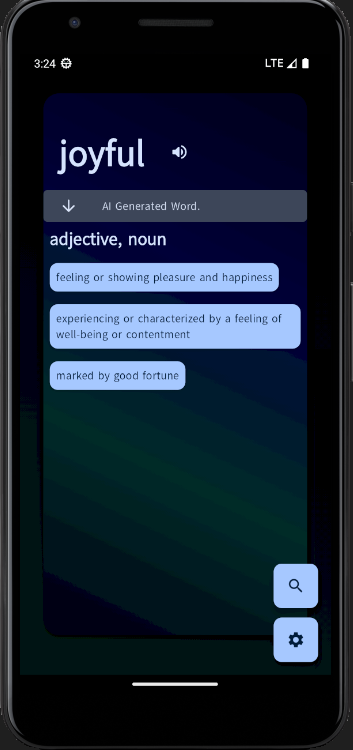 3:24
LTE
joyful
AI Generated Word.
adjective, noun
feeling or showing pleasure and happiness
experiencing or characterized by a feeling of
well-being or contentment
marked by good fortune